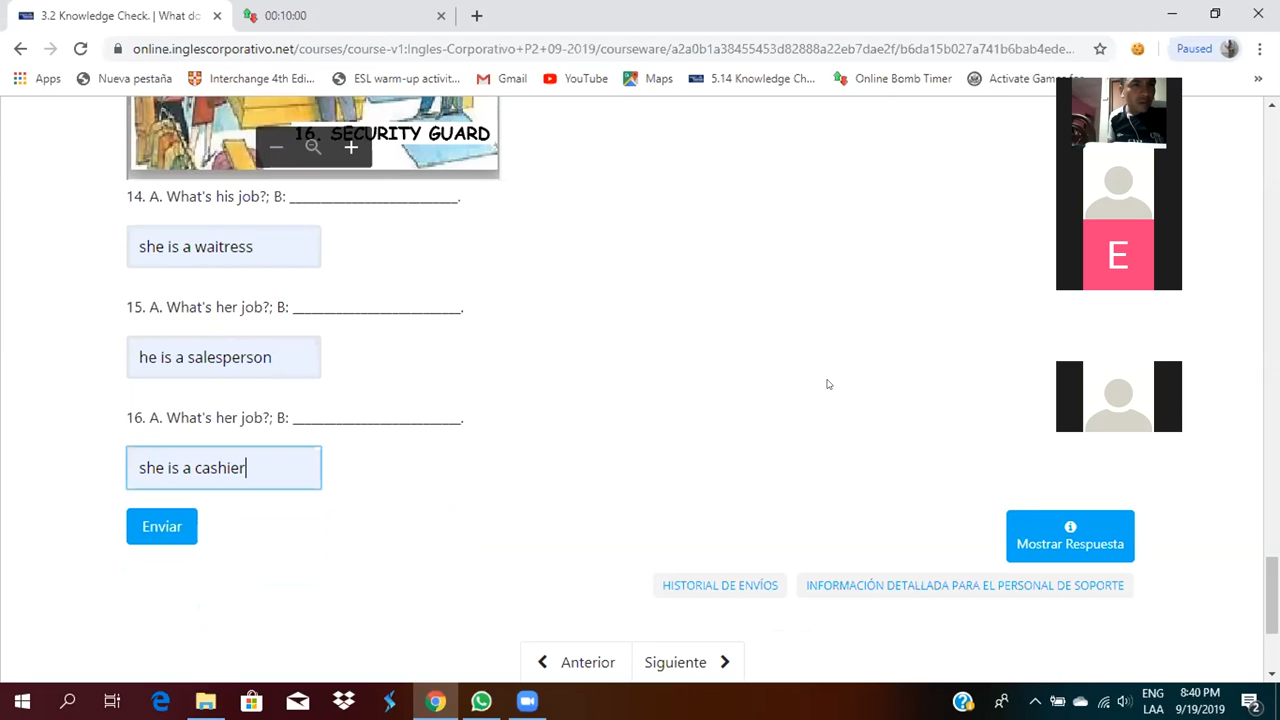 3.2 Knowledge Check. | What do
00:10:00
online.inglescorporativo.net/courses/course-v1:Ingles-Corporativo+P2+09-2019/courseware/a2a0b1a38455453d82888a22eb7dae2f/b6da15b027a741b6bab4ede...
Paused
Apps
Nueva pestaña
Interchange 4th Edi...
ESL warm-up activit...
Gmail
YouTube
Maps
5.14 Knowledge Ch...
Online Bomb Timer
Activate Games for
16. SECURITY GUARD
14. A. What's his job?; B: ________________________.
she is a waitress
15. A. What's her job?; B: ________________________.
he is a salesperson
16. A. What's her job?; B: ________________________.
she is a cashier
E
Enviar
Mostrar Respuesta
HISTORIAL DE ENVÍOS
INFORMACIÓN DETALLADA PARA EL PERSONAL DE SOPORTE
Anterior
Siguiente
ENG
LAA
8:40 PM
9/19/2019
2